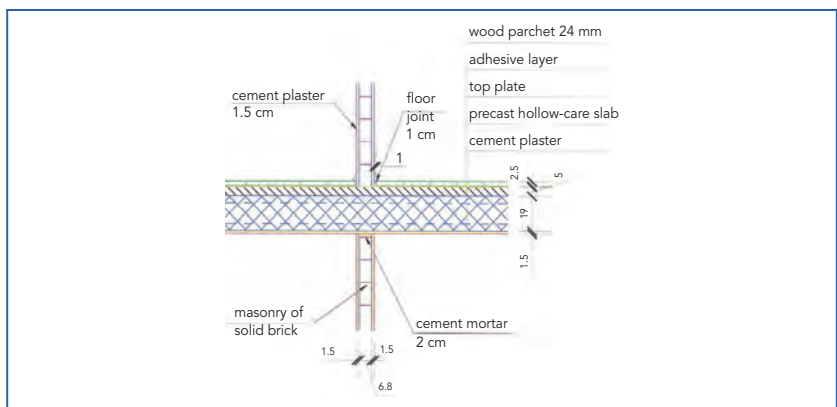 wood parchet 24 mm
adhesive layer
top plate
precast hollow-care slab
cement plaster
cement plaster
1.5 cm
floor
joint
1 cm
1
2.5
5
19
1.5
masonry of
solid brick
cement mortar
2 cm
1.5
1.5
6.8